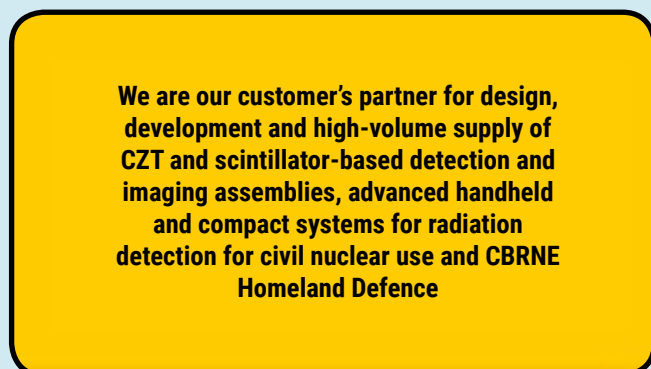 We are our customer’s partner for design,
development and high-volume supply of
CZT and scintillator-based detection and
imaging assemblies, advanced handheld
and compact systems for radiation
detection for civil nuclear use and CBRNE
Homeland Defence